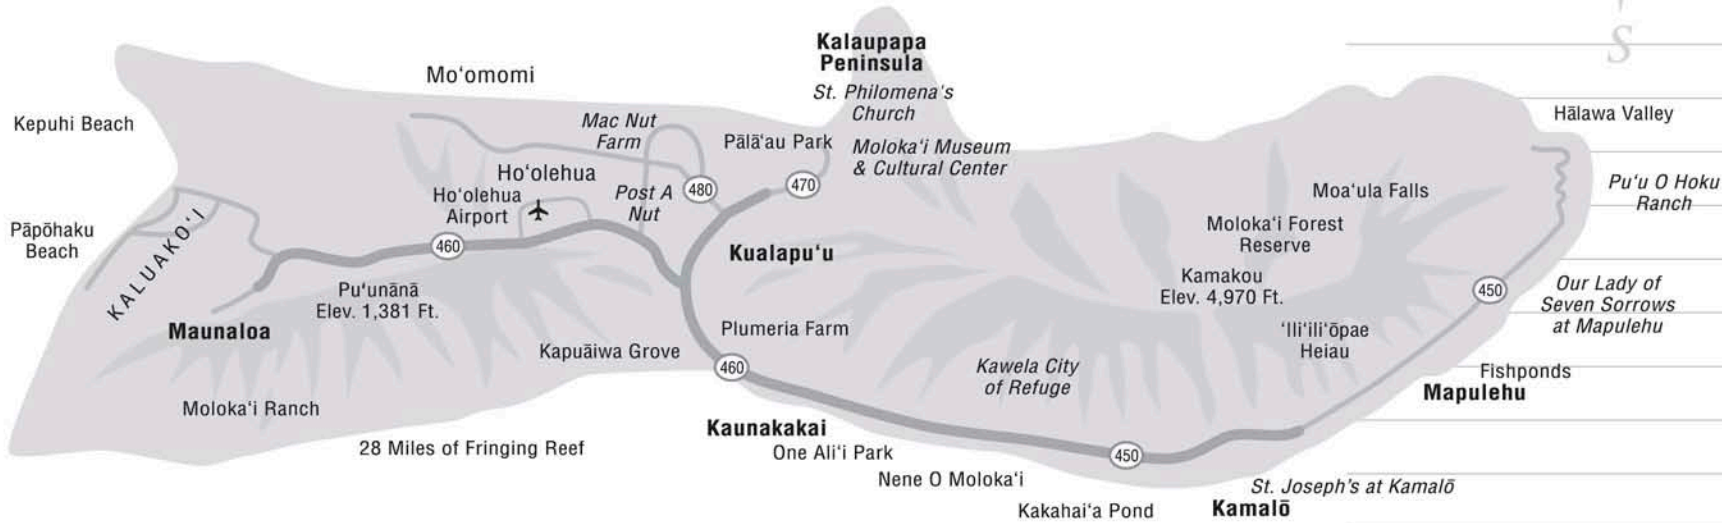 's
Kalaupapa
Peninsula
Mo‘omomi
St. Philomena's
Church
Kepuhi Beach
Mac Nut
Farm
Pālā‘au Park
Moloka‘i Museum
& Cultural Center
Hālawa Valley
Ho‘olehua
Ho‘olehua
Airport
Post A
Nut
480
470
Moa‘ula Falls
Pu‘u O Hoku
Ranch
Pāpōhaku
Beach
KALUAKO‘I
460
Kualapu‘u
Moloka‘i Forest
Reserve
Pu‘unānā
Elev. 1,381 Ft.
Kamakou
Elev. 4,970 Ft.
450
Our Lady of
Seven Sorrows
at Mapulehu
Maunaloa
Plumeria Farm
‘Ili‘ili‘ōpae
Heiau
Kapuāiwa Grove
460
Kawela City
of Refuge
Fishponds
Mapulehu
Moloka‘i Ranch
Kaunakakai
28 Miles of Fringing Reef
One Ali‘i Park
450
Nene O Moloka‘i
St. Joseph's at Kamalō
Kakahai‘a Pond
Kamalō